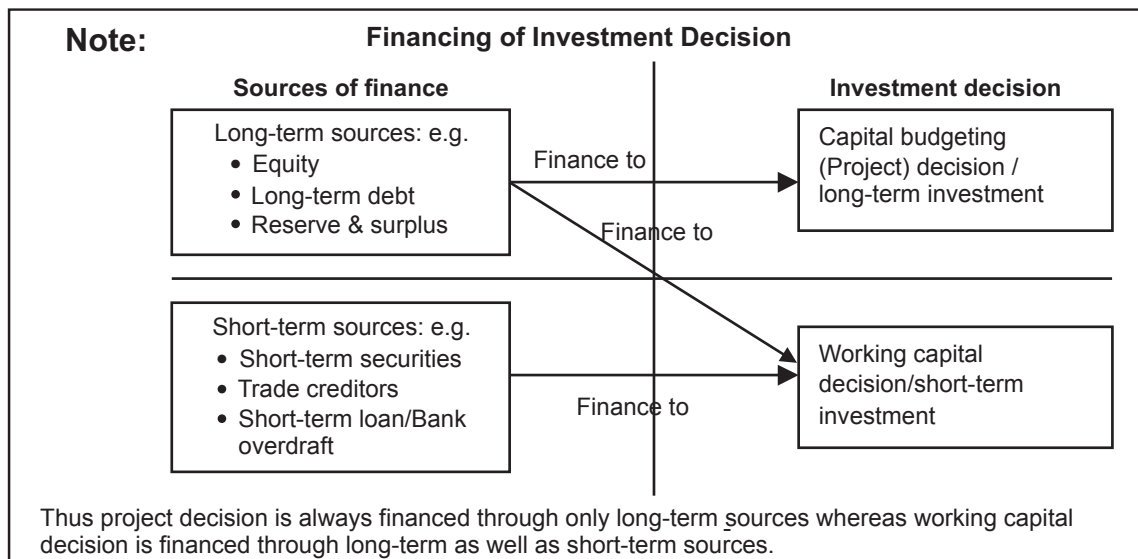 Note:
Financing of Investment Decision
Sources of finance
Investment decision
Long-term sources: e.g.
• Equity
• Long-term debt
• Reserve & surplus
Finance to
Capital budgeting
(Project) decision /
long-term investment
Finance to
Short-term sources: e.g.
• Short-term securities
• Trade creditors
• Short-term loan/Bank
overdraft
Finance to
Working capital
decision/short-term
investment
Thus project decision is always financed through only long-term sources whereas working capital
decision is financed through long-term as well as short-term sources.